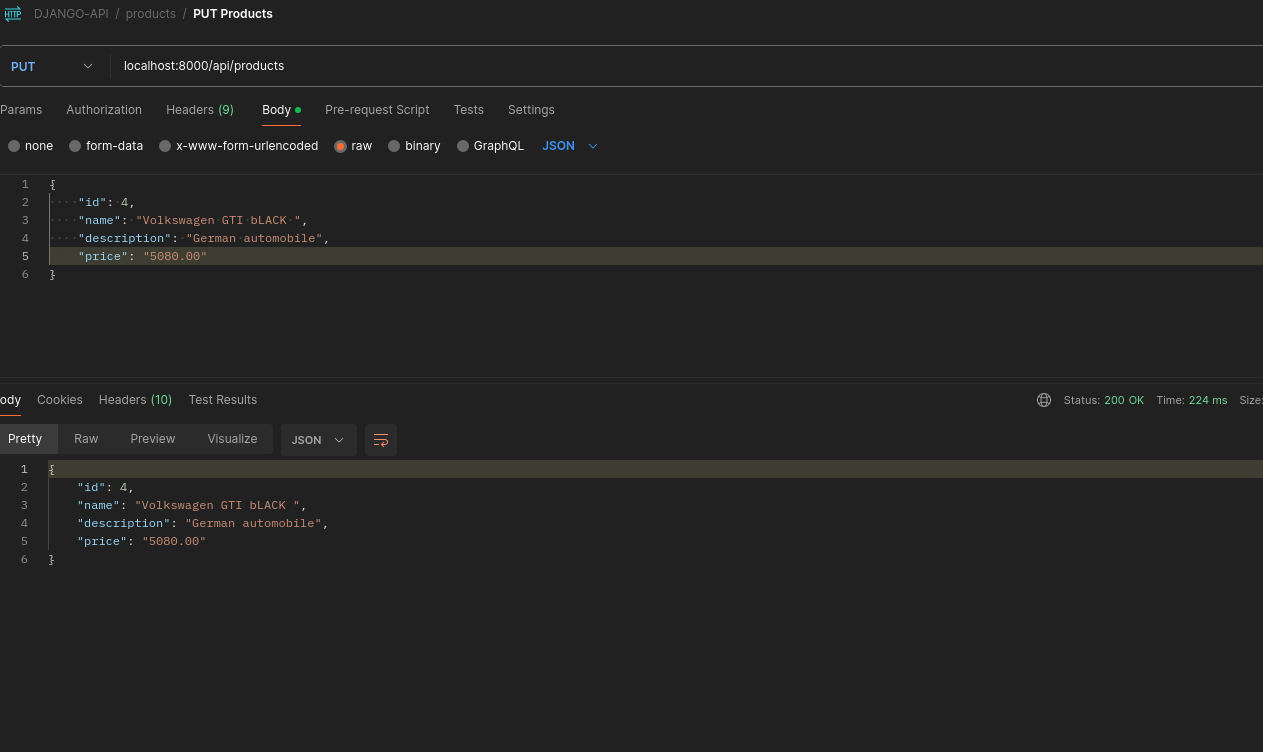 HTTP DJANGO-API / products / PUT Products
PUT localhost:8000/api/products
Params Authorization Headers (9) Body Pre-request Script Tests Settings
none form-data x-www-form-urlencoded raw binary GraphQL JSON
1 {
2 ····"id":·4,
3 ····"name":·"Volkswagen·GTI·bLACK·",
4 ····"description":·"German·automobile",
5 "price": "5080.00"
6 }
ody Cookies Headers (10) Test Results Status: 200 OK Time: 224 ms Size:
Pretty Raw Preview Visualize JSON
1 {
2 "id": 4,
3 "name": "Volkswagen GTI bLACK ",
4 "description": "German automobile",
5 "price": "5080.00"
6 }